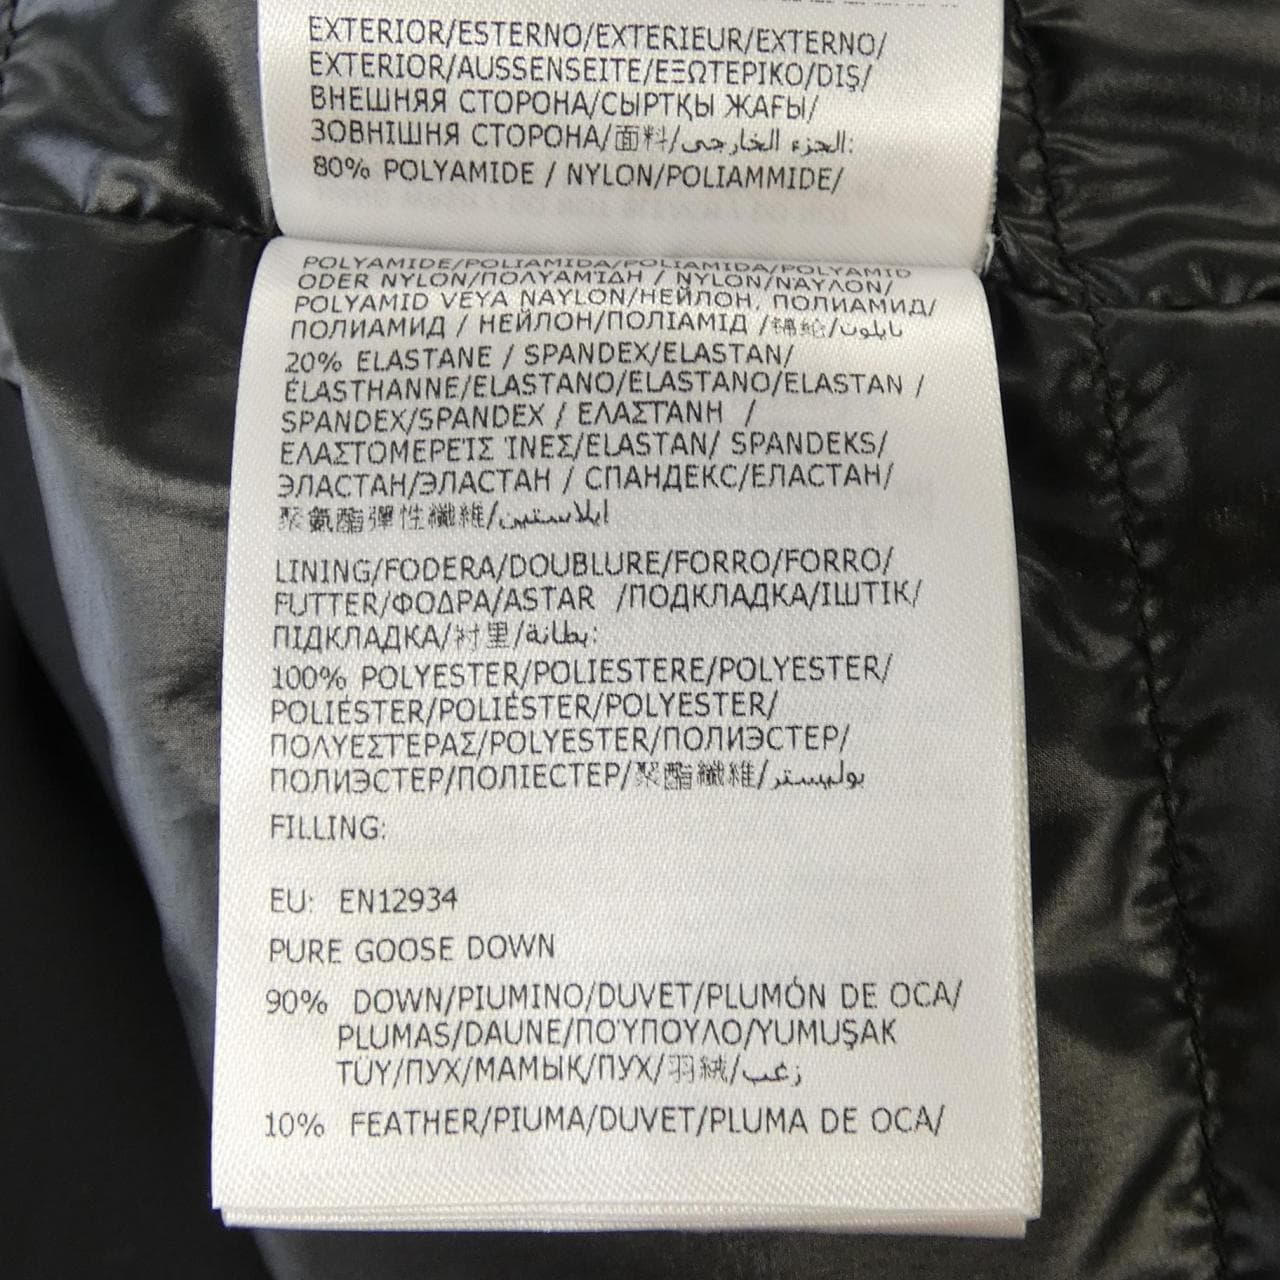 EXTERIOR/ESTERNO/EXTERIEUR/EXTERNO/
EXTERIOR/AUSSENSEITE/ΕΞΩΤΕΡΙΚΟ/DIŞ/
ВНЕШНЯЯ СТОРОНА/СЫРТҚЫ ЖАҒЫ/
ЗОВНІШНЯ СТОРОНА/面料/الجزء الخارجي:
80% POLYAMIDE / NYLON/POLIAMMIDE/
POLYAMIDE/POLIAMIDA/POLIAMIDA/POLYAMID
ODER NYLON/ΠΟΛΥΑΜΊΔΗ / NYLON/ΝΆΥΛΟΝ/
POLYAMID VEYA NAYLON/НЕЙЛОН, ПОЛИАМИД/
ПОЛИАМИД / НЕЙЛОН/ПОЛІАМІД /锦纶/نايلون
20% ELASTANE / SPANDEX/ELASTAN/
ÉLASTHANNE/ELASTANO/ELASTANO/ELASTAN /
SPANDEX/SPANDEX / ΕΛΑΣΤΆΝΗ /
ΕΛΑΣΤΟΜΕΡΕΊΣ ΊΝΕΣ/ELASTAN/ SPANDEKS/
ЭЛАСТАН/ЭЛАСТАН / СПАНДЕКС/ЕЛАСТАН/
聚氨酯彈性纖維/ايلاستين
LINING/FODERA/DOUBLURE/FORRO/FORRO/
FUTTER/ΦΟΔΡΑ/ASTAR /ПОДКЛАДКА/ІШТІК/
ПІДКЛАДКА/衬里/بطانة:
100% POLYESTER/POLIESTERE/POLYESTER/
POLIÉSTER/POLIÉSTER/POLYESTER/
ΠΟΛΥΕΣΤΕΡΑΣ/POLYESTER/ПОЛИЭСТЕР/
ПОЛИЭСТЕР/ПОЛІЕСТЕР/聚酯纖維/بوليستر
FILLING:
EU: EN12934
PURE GOOSE DOWN
90% DOWN/PIUMINO/DUVET/PLUMÓN DE OCA/
PLUMAS/DAUNE/ΠΟΎΠΟΥΛΟ/YUMUŞAK
TÜY/ПУХ/МАМЫҚ/ПУХ/羽絨/زغب
10% FEATHER/PIUMA/DUVET/PLUMA DE OCA/